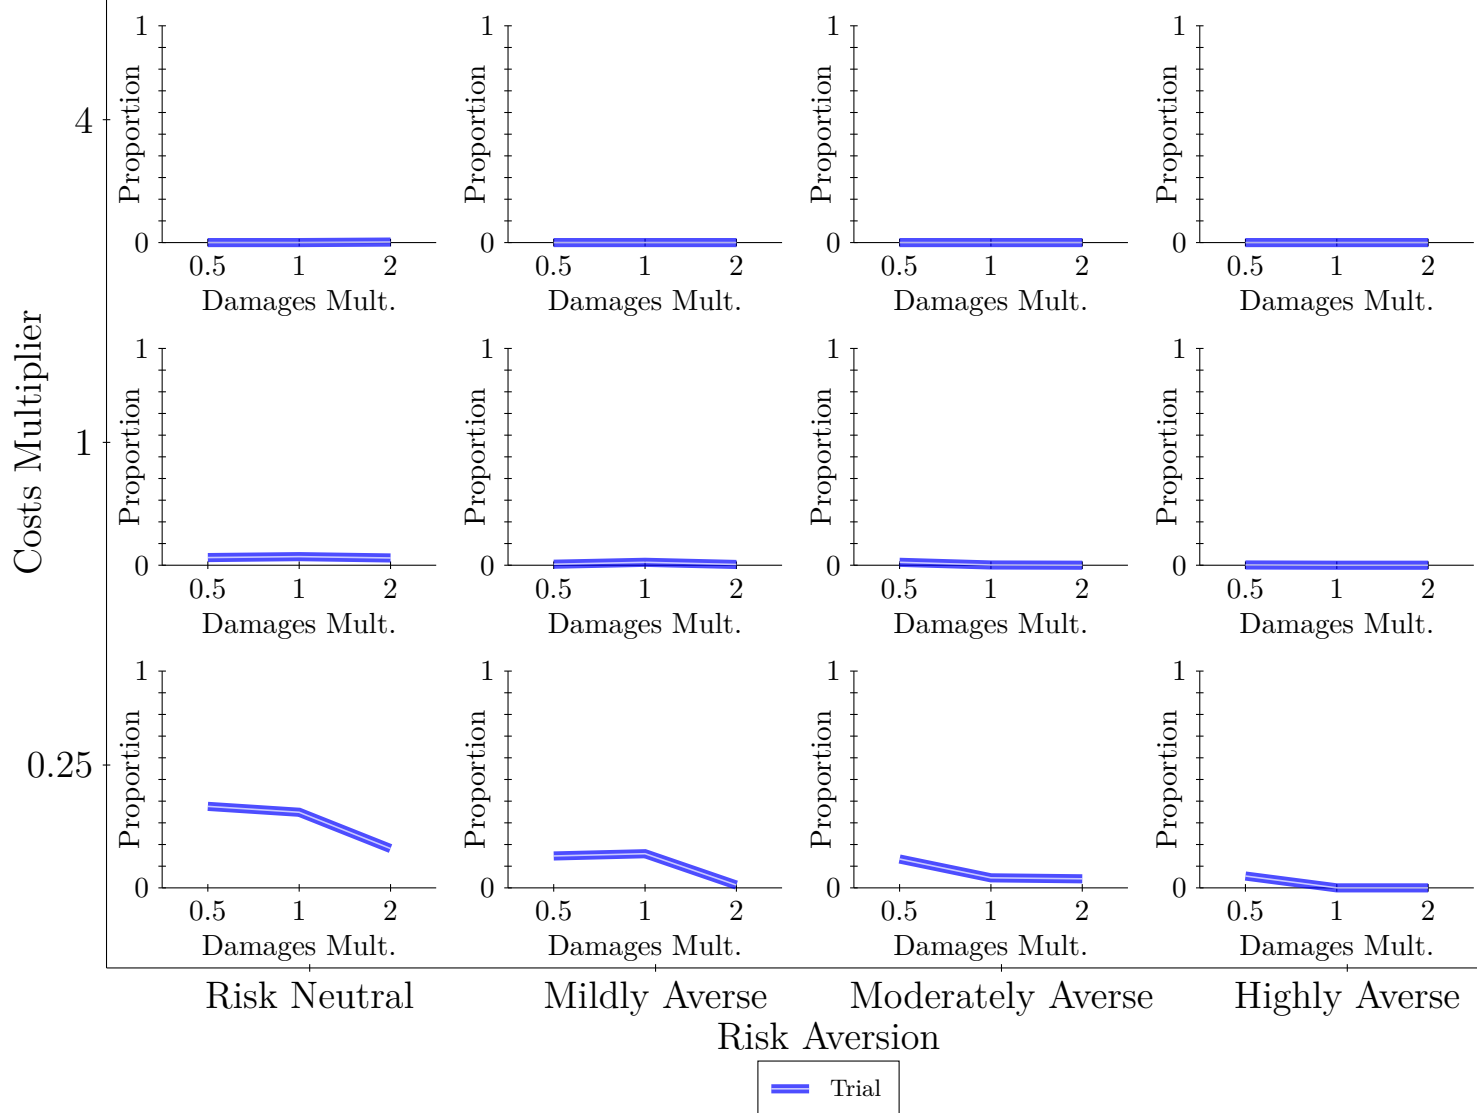 Costs Multiplier
4
1
Proportion
0
0.5 1 2
Damages Mult.
1
Proportion
0
0.5 1 2
Damages Mult.
1
Proportion
0
0.5 1 2
Damages Mult.
1
Proportion
0
0.5 1 2
Damages Mult.
1
1
Proportion
0
0.5 1 2
Damages Mult.
1
Proportion
0
0.5 1 2
Damages Mult.
1
Proportion
0
0.5 1 2
Damages Mult.
1
Proportion
0
0.5 1 2
Damages Mult.
0.25
1
Proportion
0
0.5 1 2
Damages Mult.
1
Proportion
0
0.5 1 2
Damages Mult.
1
Proportion
0
0.5 1 2
Damages Mult.
1
Proportion
0
0.5 1 2
Damages Mult.
Risk Neutral
Mildly Averse
Moderately Averse
Highly Averse
Risk Aversion
Trial